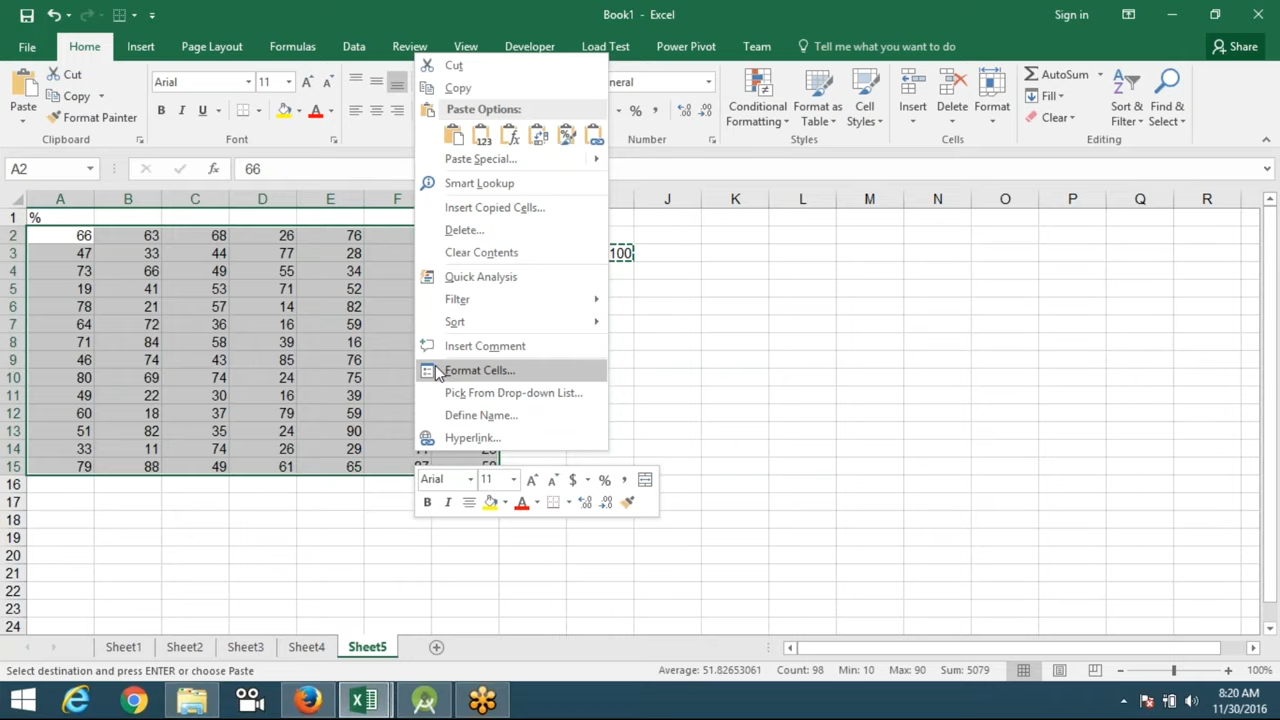 Book1 - Excel
Sign in
File Home Insert Page Layout Formulas Data Review View Developer Load Test Power Pivot Team Tell me what you want to do Share
Paste
Cut
Copy
Format Painter
Clipboard
Arial 11
B I U
Font
neral
% ,
Number
Conditional Formatting
Format as Table
Cell Styles
Styles
Insert
Delete
Format
Cells
AutoSum
Fill
Clear
Sort & Filter
Find & Select
Editing
A2 fx 66
A B C D E F J K L M N O P Q R
1 %
2 66 63 68 26 76
3 47 33 44 77 28 100
4 73 66 49 55 34
5 19 41 53 71 52
6 78 21 57 14 82
7 64 72 36 16 59
8 71 84 58 39 16
9 46 74 43 85 76
10 80 69 74 24 75
11 49 22 30 16 39
12 60 18 37 79 59
13 51 82 35 24 90
14 33 11 74 26 29
15 79 88 49 61 65
16
17
18
19
20
21
22
23
24
Cut
Copy
Paste Options:
Paste Special...
Smart Lookup
Insert Copied Cells...
Delete...
Clear Contents
Quick Analysis
Filter
Sort
Insert Comment
Format Cells...
Pick From Drop-down List...
Define Name...
Hyperlink...
Arial 11 A A $ % ,
B I A
Sheet1 Sheet2 Sheet3 Sheet4 Sheet5
Select destination and press ENTER or choose Paste
Average: 51.82653061 Count: 98 Min: 10 Max: 90 Sum: 5079 100%
8:20 AM
11/30/2016